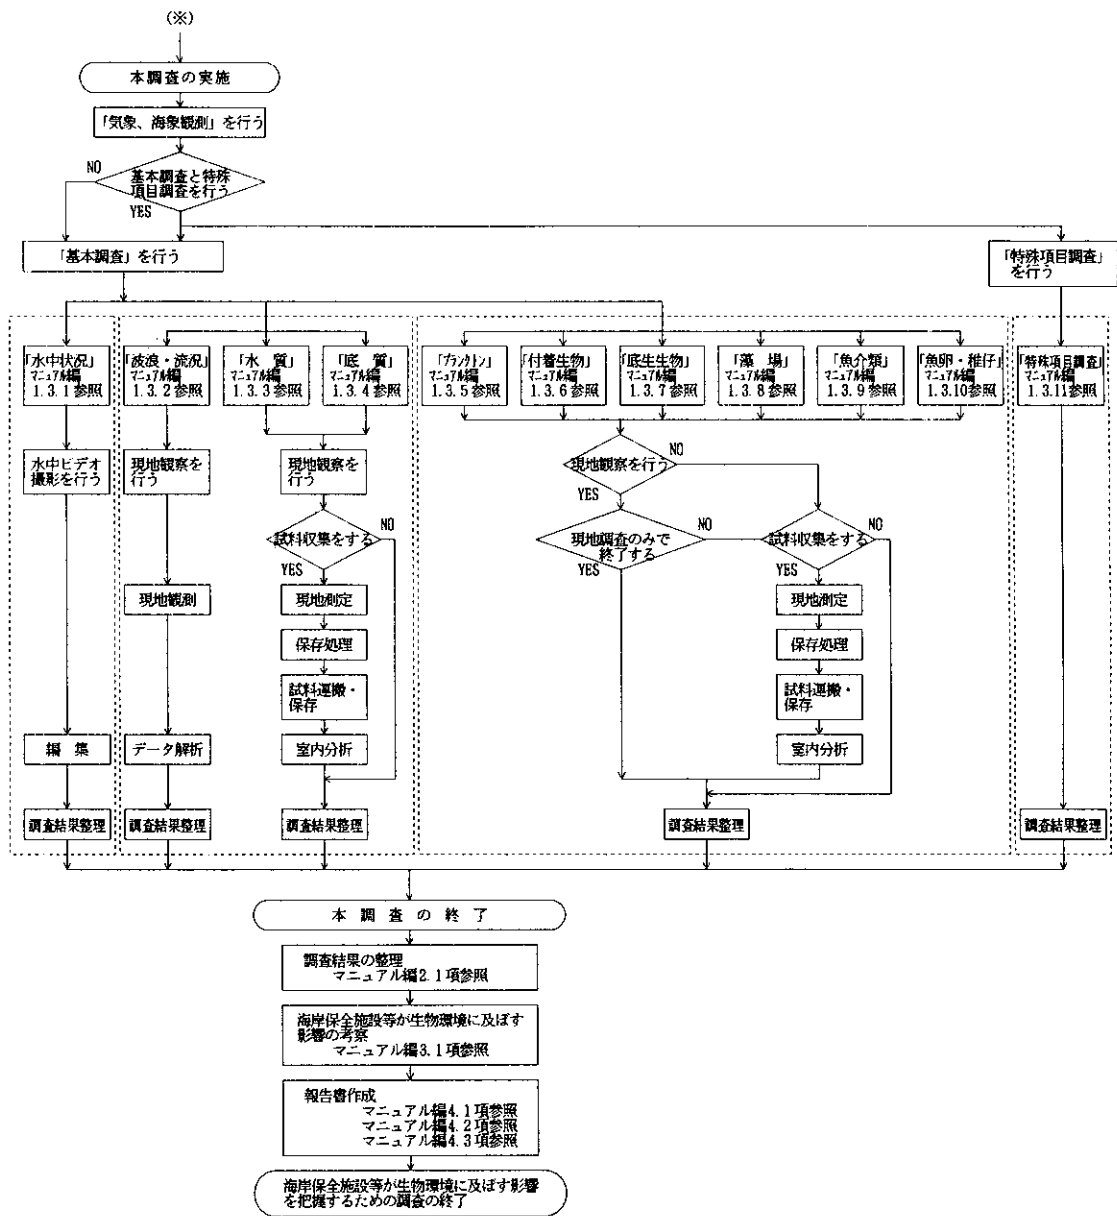 (※)
本調査の実施
「気象、海象観測」を行う
NO
基本調査と特殊
項目調査を行う
YES
「基本調査」を行う
「特殊項目調査」
を行う
「水中状況」
マニュアル編
1.3.1参照
「波浪・流況」
マニュアル編
1.3.2参照
「水 質」
マニュアル編
1.3.3参照
「底 質」
マニュアル編
1.3.4参照
「プランクトン」
マニュアル編
1.3.5参照
「付着生物」
マニュアル編
1.3.6参照
「底生生物」
マニュアル編
1.3.7参照
「藻 場」
マニュアル編
1.3.8参照
「魚介類」
マニュアル編
1.3.9参照
「魚卵・稚仔」
マニュアル編
1.3.10参照
「特殊項目調査」
マニュアル編
1.3.11参照
水中ビデオ
撮影を行う
現地観察を
行う
現地観察を
行う
現地観察を行う
NO
YES
試料収集をする
NO
YES
現地調査のみで
終了する
NO
YES
試料収集をする
NO
YES
現地観測
現地測定
現地測定
保存処理
保存処理
試料運搬・
保存
試料運搬・
保存
編 集
データ解析
室内分析
室内分析
調査結果整理
調査結果整理
調査結果整理
調査結果整理
調査結果整理
本 調 査 の 終 了
調査結果の整理
マニュアル編2.1項参照
海岸保全施設等が生物環境に及ぼす
影響の考察
マニュアル編3.1項参照
報告書作成
マニュアル編4.1項参照
マニュアル編4.2項参照
マニュアル編4.3項参照
海岸保全施設等が生物環境に及ぼす影響
を把握するための調査の終了